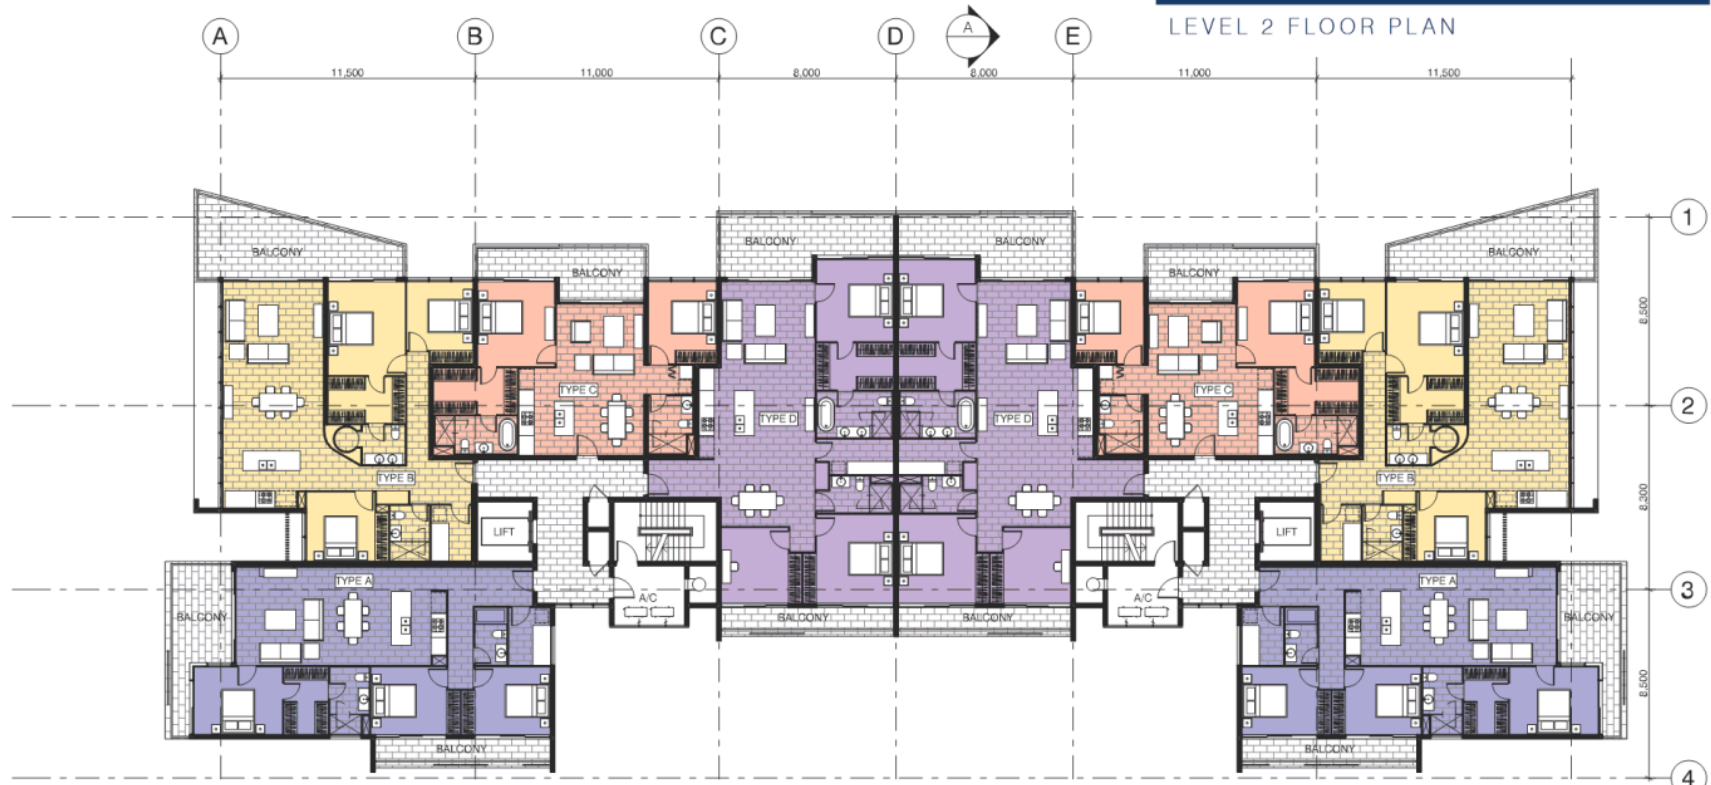 LEVEL 2 FLOOR PLAN
A B C D A E
11,500 11,000 8,000 8,000 11,000 11,500
1
BALCONY BALCONY BALCONY BALCONY BALCONY BALCONY
8,500
TYPE C TYPE C
2
TYPE D TYPE D
TYPE B TYPE B
8,300
LIFT LIFT
TYPE A TYPE A
3
A/C A/C
BALCONY BALCONY BALCONY BALCONY
8,500
BALCONY BALCONY
4